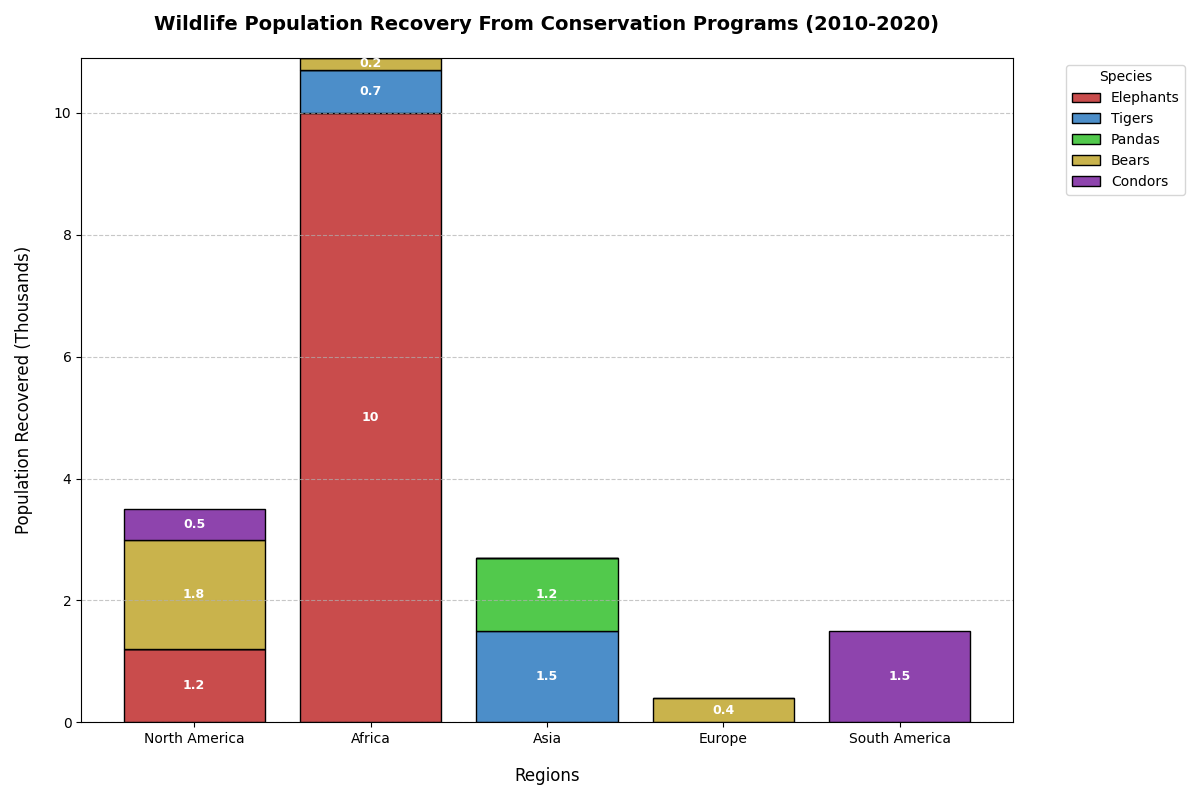 Wildlife Population Recovery From Conservation Programs (2010-2020)
Species
Elephants
Tigers
Pandas
Bears
Condors
Population Recovered (Thousands)
10
8
6
4
2
0
0.2
0.7
10
0.5
1.8
1.2
1.2
1.5
0.4
1.5
North America
Africa
Asia
Europe
South America
Regions